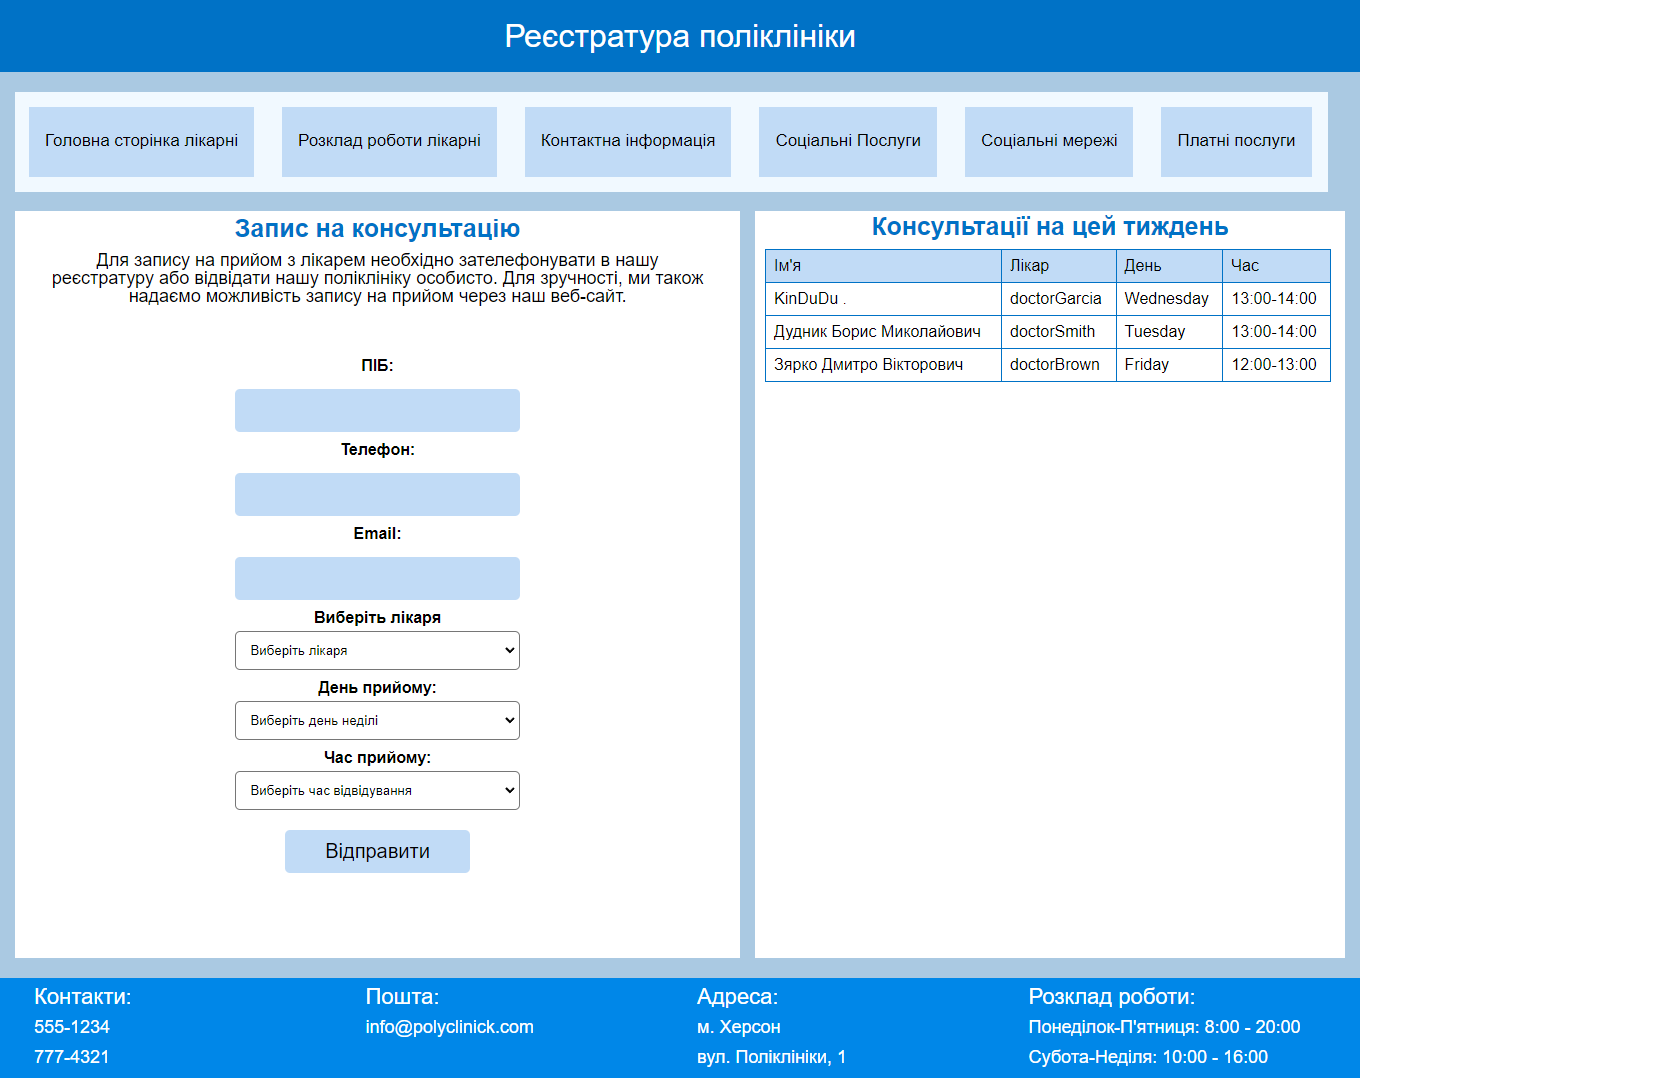 Реєстратура поліклініки
Головна сторінка лікарні
Розклад роботи лікарні
Контактна інформація
Соціальні Послуги
Соціальні мережі
Платні послуги
Запис на консультацію
Для запису на прийом з лікарем необхідно зателефонувати в нашу
реєстратуру або відвідати нашу поліклініку особисто. Для зручності, ми також
надаємо можливість запису на прийом через наш веб-сайт.
ПІБ:
Телефон:
Email:
Виберіть лікаря
Виберіть лікаря
День прийому:
Виберіть день неділі
Час прийому:
Виберіть час відвідування
Відправити
Консультації на цей тиждень
Ім'я Лікар День Час
KinDuDu . doctorGarcia Wednesday 13:00-14:00
Дудник Борис Миколайович doctorSmith Tuesday 13:00-14:00
Зярко Дмитро Вікторович doctorBrown Friday 12:00-13:00
Контакти:
555-1234
777-4321
Пошта:
info@polyclinick.com
Адреса:
м. Херсон
вул. Поліклініки, 1
Розклад роботи:
Понеділок-П'ятниця: 8:00 - 20:00
Субота-Неділя: 10:00 - 16:00